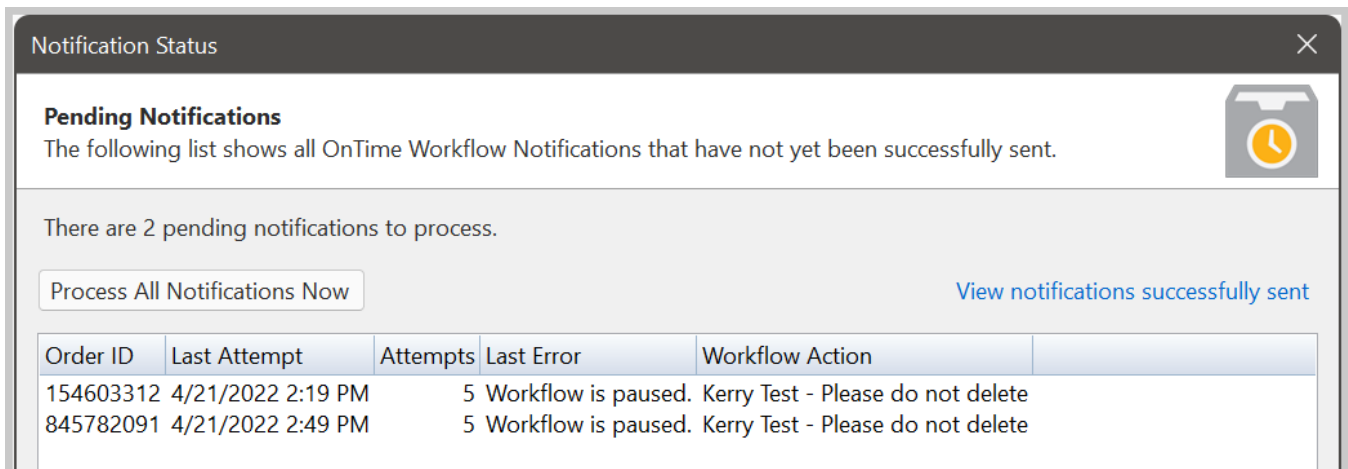 Notification Status
Pending Notifications
The following list shows all OnTime Workflow Notifications that have not yet been successfully sent.
There are 2 pending notifications to process.
Process All Notifications Now View notifications successfully sent
Order ID Last Attempt Attempts Last Error Workflow Action
154603312 4/21/2022 2:19 PM 5 Workflow is paused. Kerry Test - Please do not delete
845782091 4/21/2022 2:49 PM 5 Workflow is paused. Kerry Test - Please do not delete